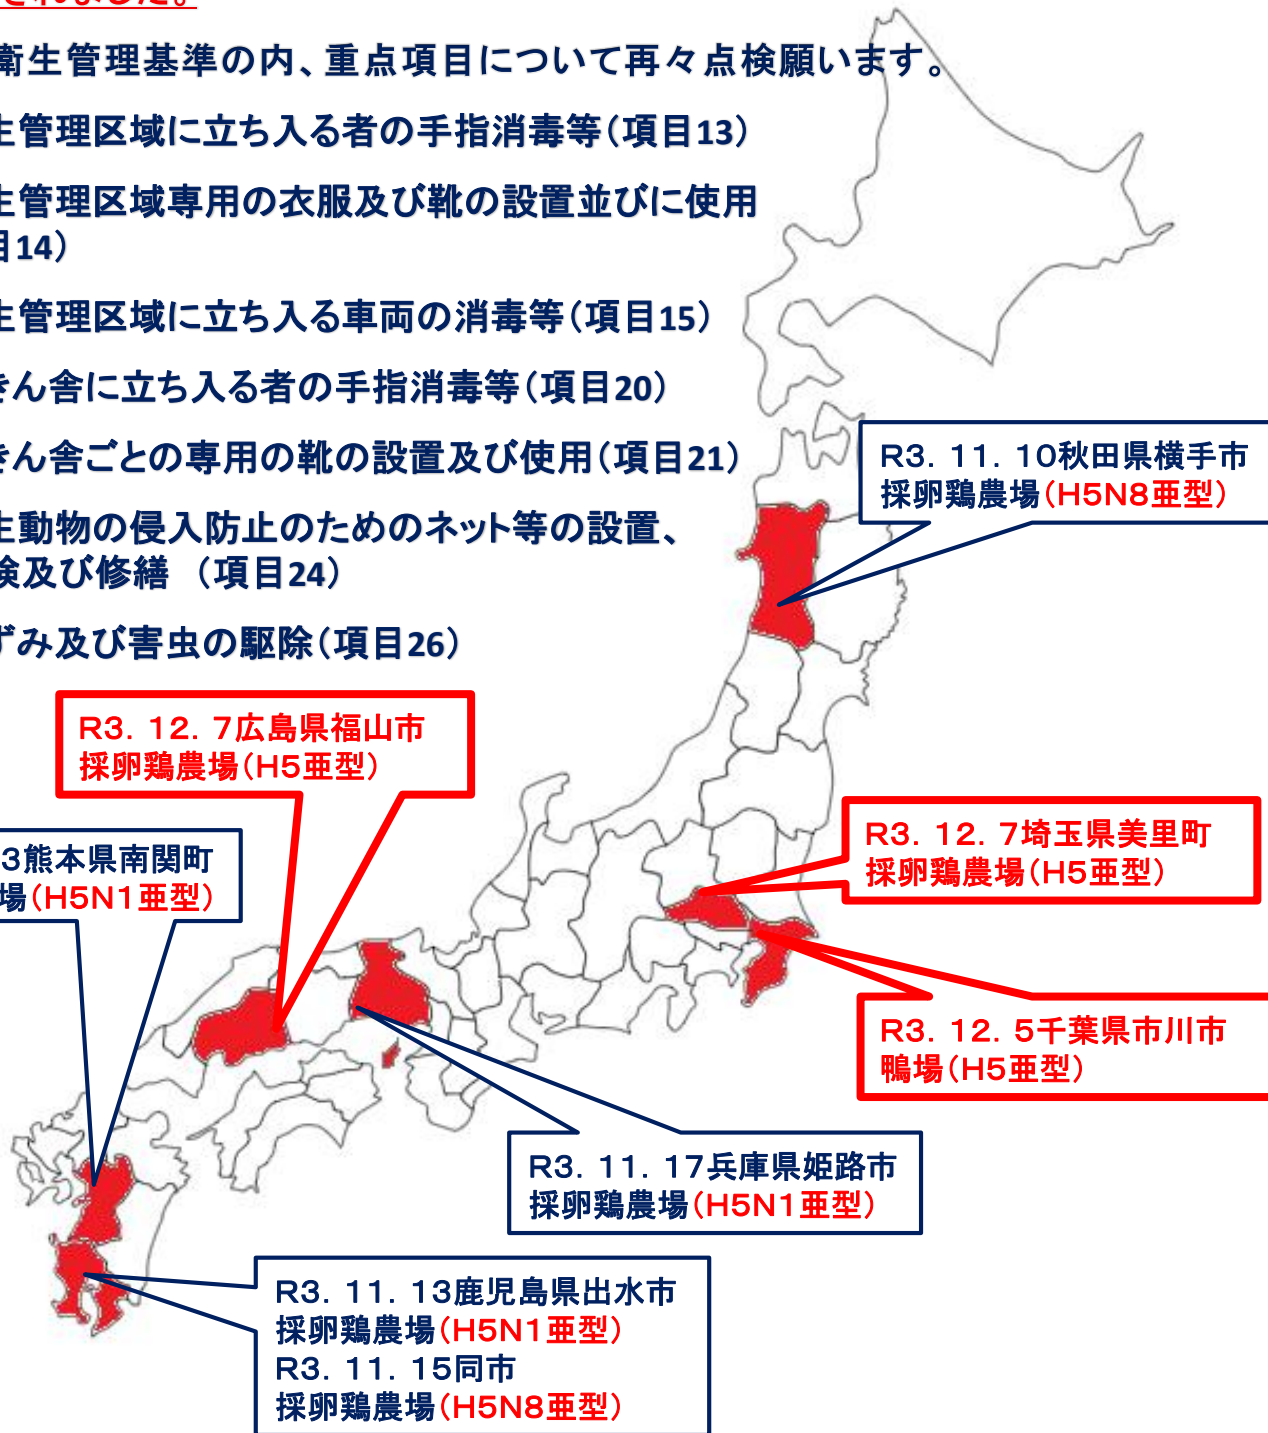 されました。
衛生管理基準の内、重点項目について再々点検願います。
生管理区域に立ち入る者の手指消毒等(項目13)
生管理区域専用の衣服及び靴の設置並びに使用
目14)
生管理区域に立ち入る車両の消毒等(項目15)
きん舎に立ち入る者の手指消毒等(項目20)
きん舎ごとの専用の靴の設置及び使用(項目21)
生動物の侵入防止のためのネット等の設置、
検及び修繕 (項目24)
ずみ及び害虫の駆除(項目26)
R3. 11. 10秋田県横手市
採卵鶏農場(H5N8亜型)
R3. 12. 7広島県福山市
採卵鶏農場(H5亜型)
R3. 12. 7埼玉県美里町
採卵鶏農場(H5亜型)
3熊本県南関町
場(H5N1亜型)
R3. 12. 5千葉県市川市
鴨場(H5亜型)
R3. 11. 17兵庫県姫路市
採卵鶏農場(H5N1亜型)
R3. 11. 13鹿児島県出水市
採卵鶏農場(H5N1亜型)
R3. 11. 15同市
採卵鶏農場(H5N8亜型)